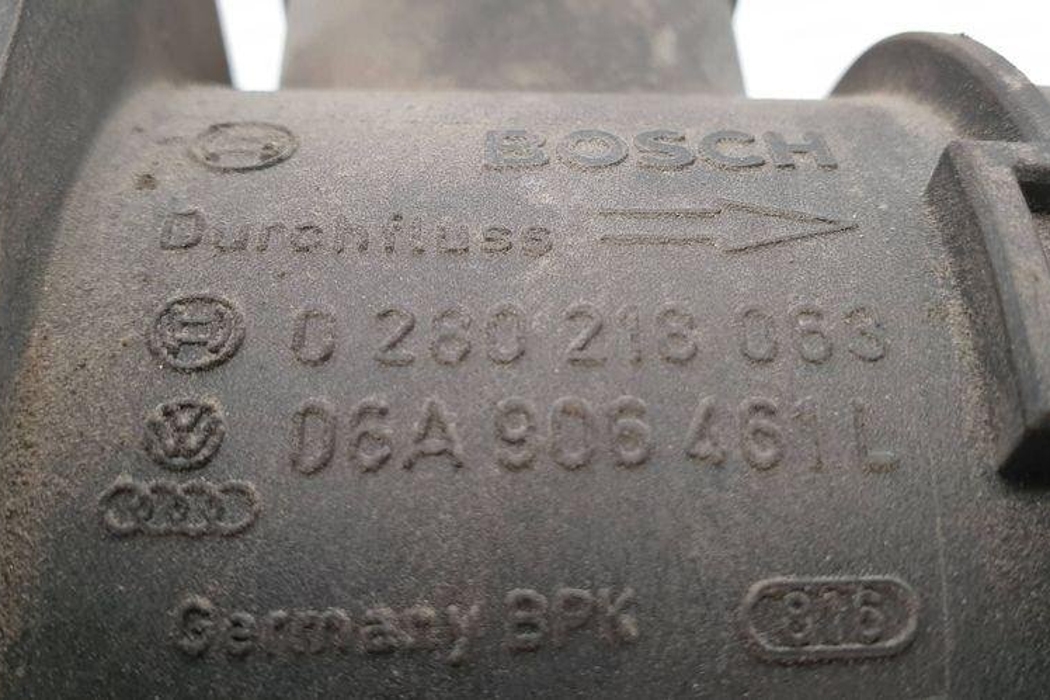 BOSCH
Durchfluss
0 280 218 063
06A 906 461 L
Germany BPK 816